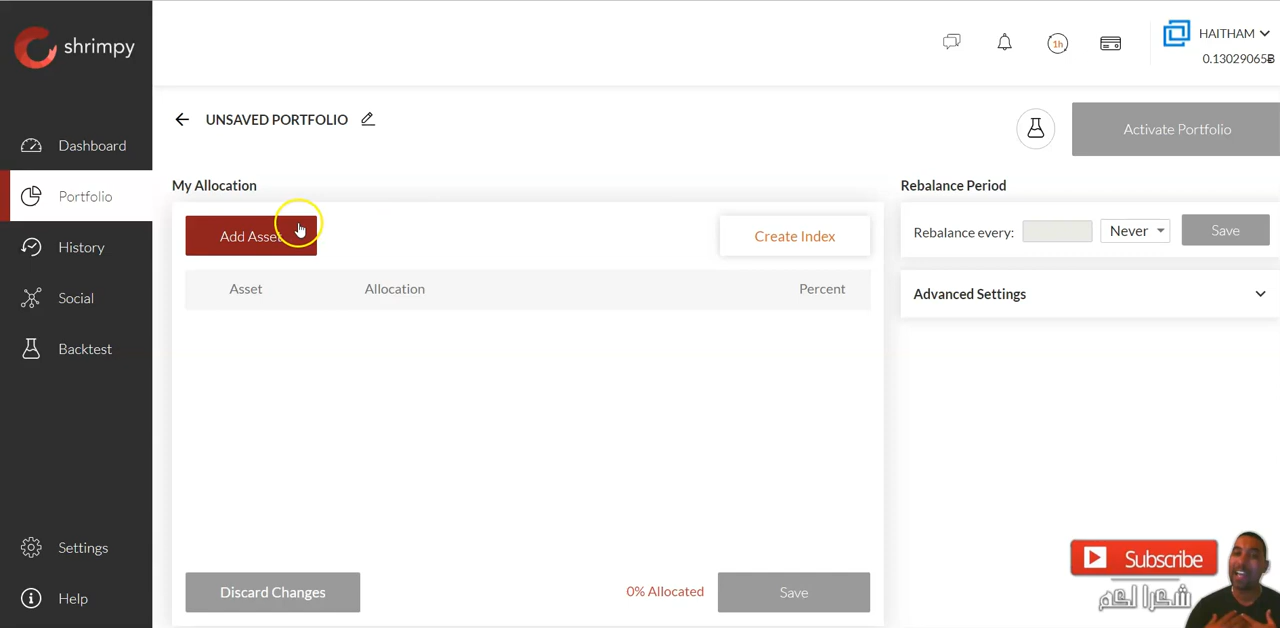 shrimpy
1h
HAITHAM
0.13029065Ƀ
Dashboard
Portfolio
History
Social
Backtest
Settings
Help
UNSAVED PORTFOLIO
Activate Portfolio
My Allocation
Add Asset
Create Index
Asset Allocation Percent
Discard Changes
0% Allocated
Save
Rebalance Period
Rebalance every:
Never
Save
Advanced Settings
Subscribe
شكرا لكم